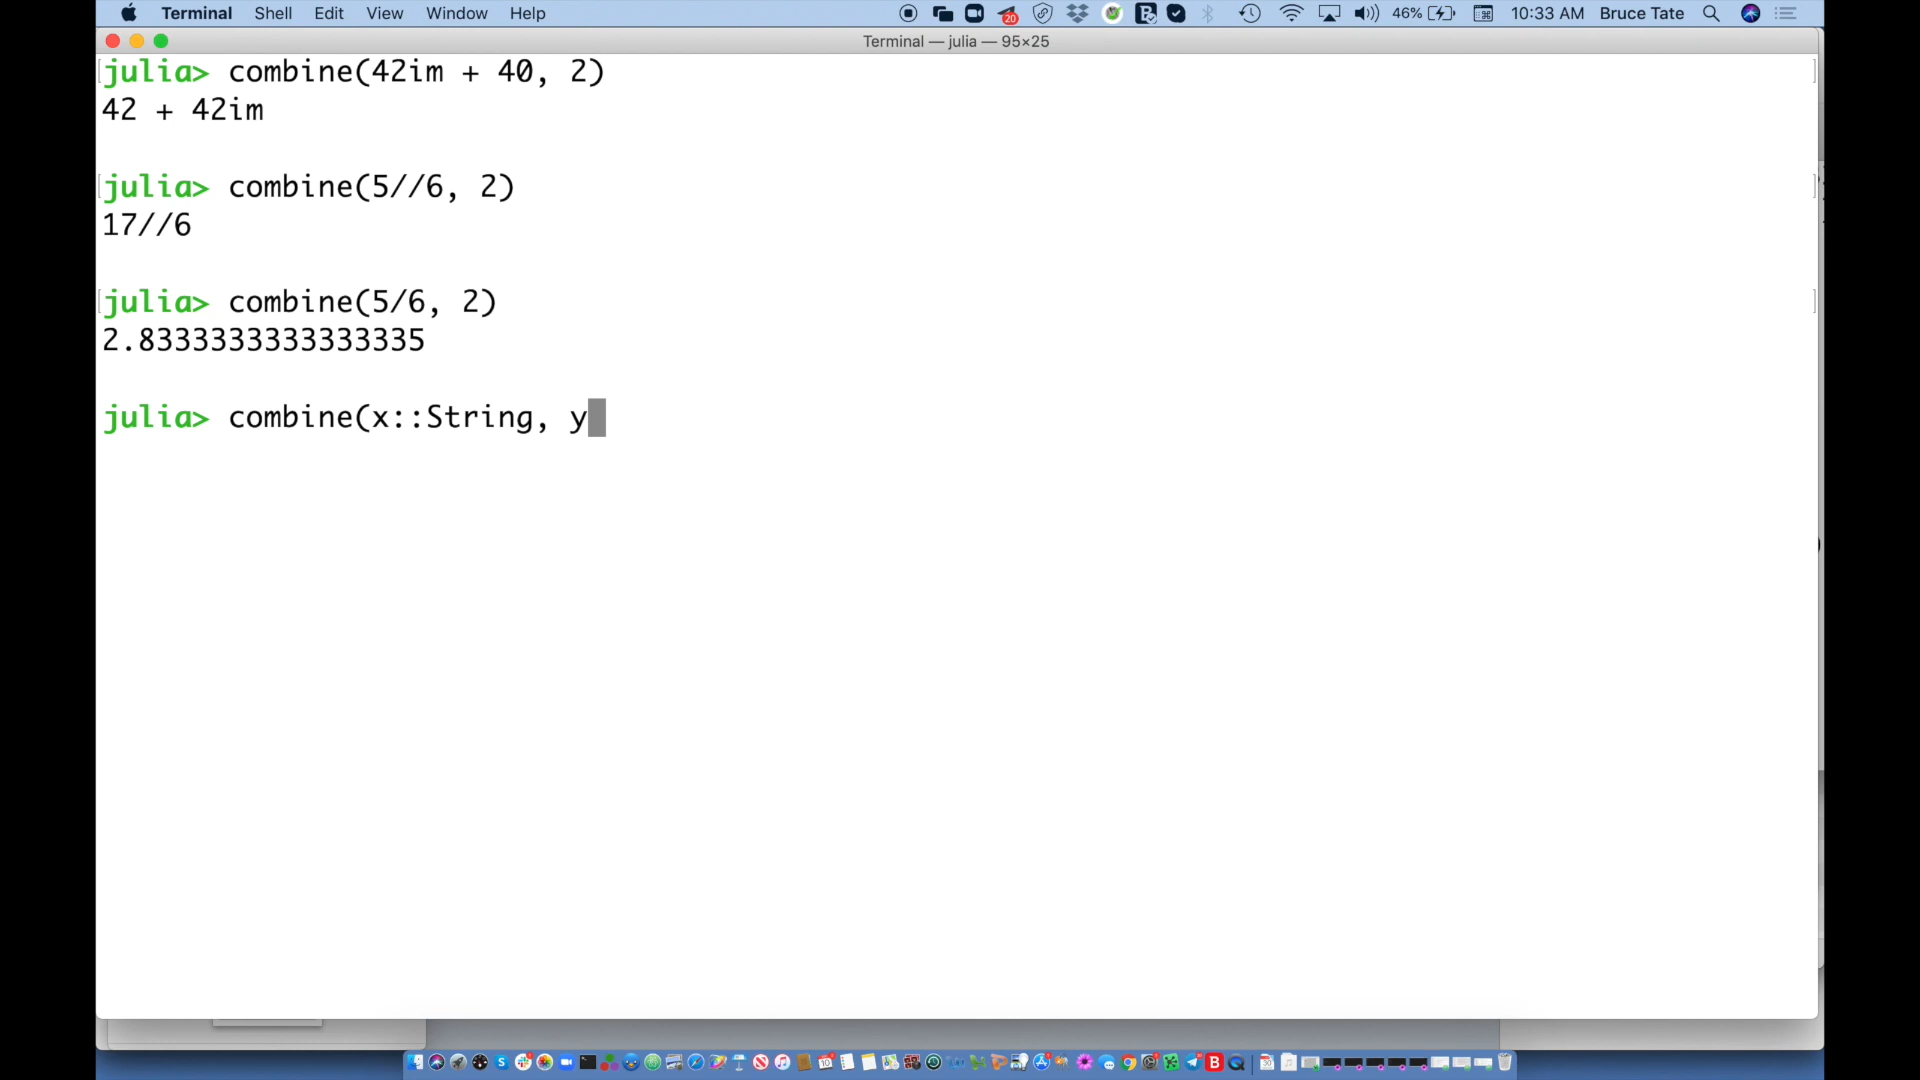 Terminal Shell Edit View Window Help 20 46% 10:33 AM Bruce Tate
Terminal — julia — 95×25
julia> combine(42im + 40, 2)
42 + 42im
julia> combine(5//6, 2)
17//6
julia> combine(5/6, 2)
2.8333333333333335
julia> combine(x::String, y